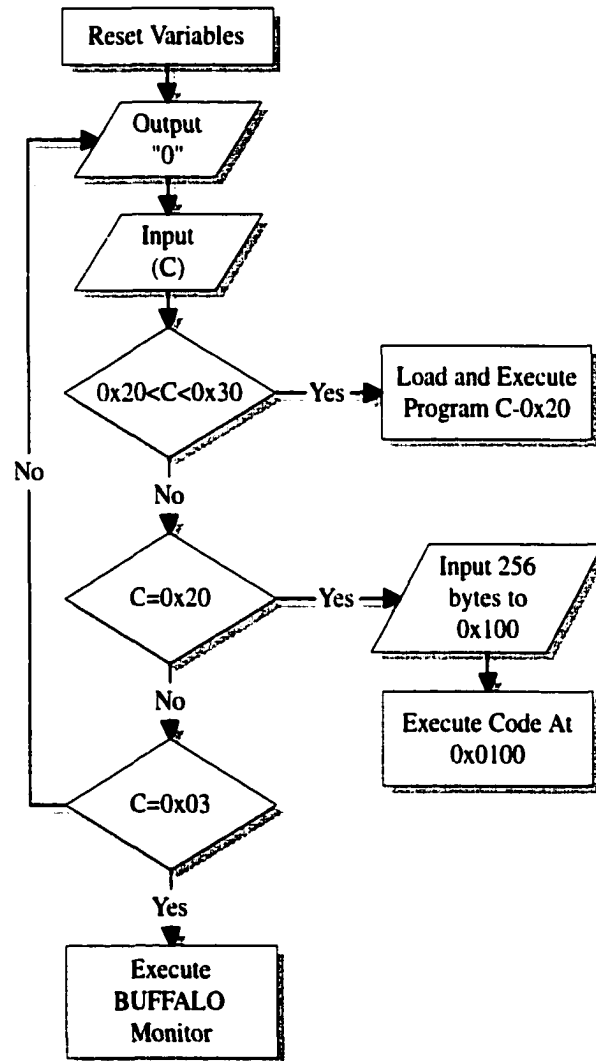 Reset Variables
Output
"0"
Input
(C)
0x20<C<0x30
Yes
Load and Execute
Program C-0x20
No
No
C=0x20
Yes
Input 256
bytes to
0x100
No
Execute Code At
0x0100
C=0x03
Yes
Execute
BUFFALO
Monitor